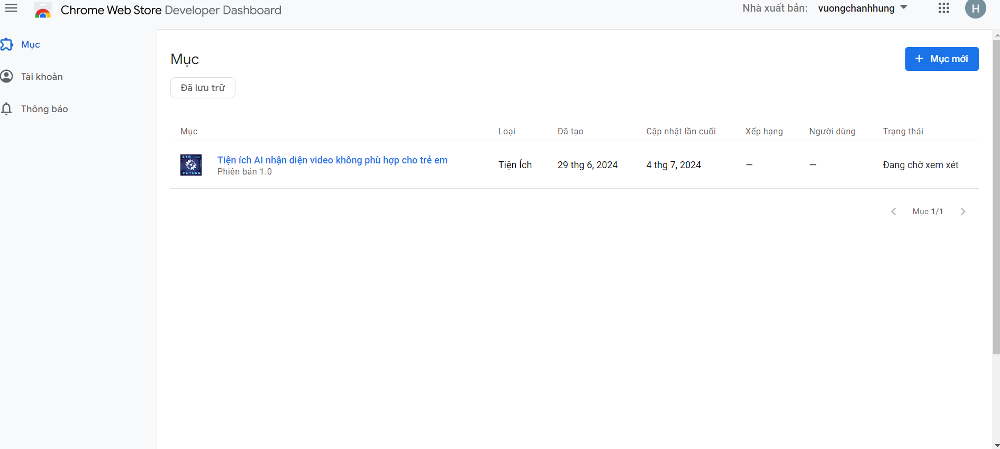 Chrome Web Store Developer Dashboard
Nhà xuất bản: vuongchanhhung
H
Mục
Tài khoản
Thông báo
Mục
+ Mục mới
Đã lưu trữ
Mục Loại Đã tạo Cập nhật lần cuối Xếp hạng Người dùng Trạng thái
ITS
FUTURE
Tiện ích AI nhận diện video không phù hợp cho trẻ em
Phiên bản 1.0
Tiện Ích 29 thg 6, 2024 4 thg 7, 2024 — — Đang chờ xem xét
Mục 1/1